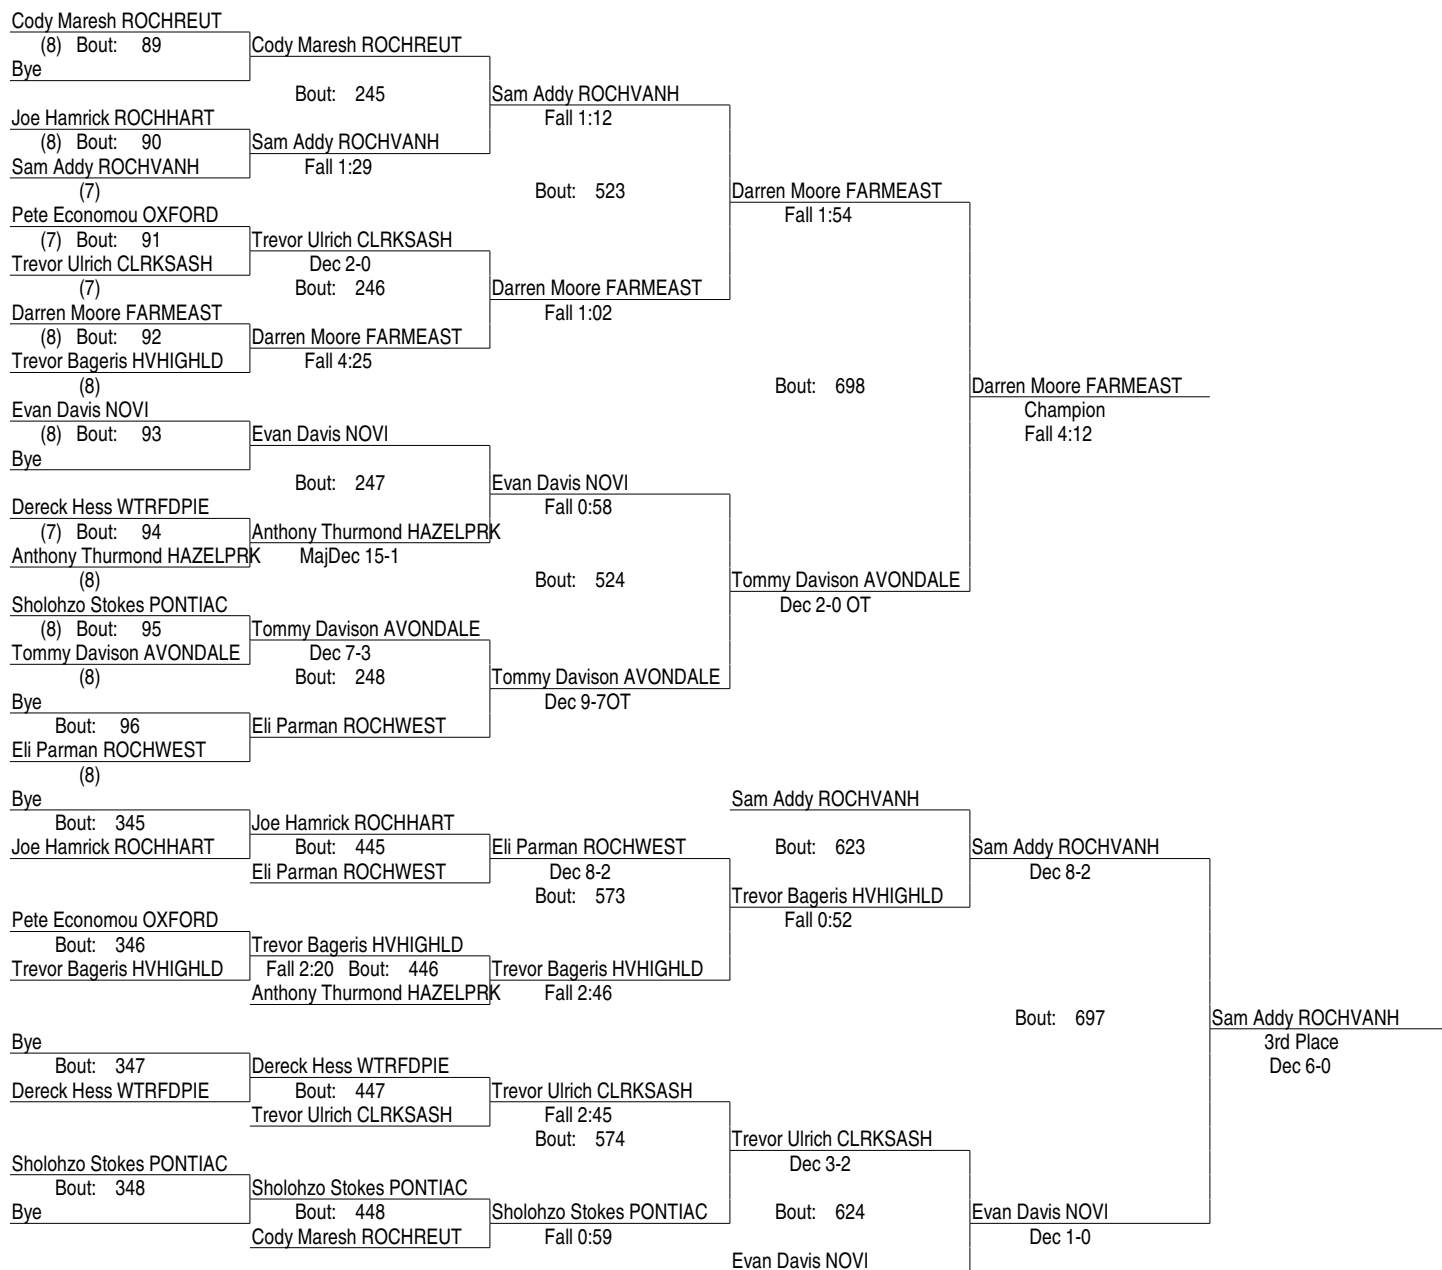 Cody Maresh ROCHREUT
(8) Bout: 89 Cody Maresh ROCHREUT
Bye
Bout: 245 Sam Addy ROCHVANH
Joe Hamrick ROCHHART Fall 1:12
(8) Bout: 90 Sam Addy ROCHVANH
Sam Addy ROCHVANH Fall 1:29
(7) Bout: 523 Darren Moore FARMEAST
Pete Economou OXFORD Fall 1:54
(7) Bout: 91 Trevor Ulrich CLRKSASH
Trevor Ulrich CLRKSASH Dec 2-0
(7) Bout: 246 Darren Moore FARMEAST
Darren Moore FARMEAST Fall 1:02
(8) Bout: 92 Darren Moore FARMEAST
Trevor Bageris HVHIGHLD Fall 4:25
(8) Bout: 698 Darren Moore FARMEAST
Evan Davis NOVI Champion
(8) Bout: 93 Evan Davis NOVI Fall 4:12
Bye
Bout: 247 Evan Davis NOVI
Dereck Hess WTRFDPIE Fall 0:58
(7) Bout: 94 Anthony Thurmond HAZELPRK
Anthony Thurmond HAZELPRK MajDec 15-1
(8) Bout: 524 Tommy Davison AVONDALE
Sholohzo Stokes PONTIAC Dec 2-0 OT
(8) Bout: 95 Tommy Davison AVONDALE
Tommy Davison AVONDALE Dec 7-3
(8) Bout: 248 Tommy Davison AVONDALE
Bye Dec 9-7OT
Bout: 96 Eli Parman ROCHWEST
Eli Parman ROCHWEST
(8)
Bye Sam Addy ROCHVANH
Bout: 345 Joe Hamrick ROCHHART
Joe Hamrick ROCHHART Bout: 445 Eli Parman ROCHWEST Bout: 623 Sam Addy ROCHVANH
Eli Parman ROCHWEST Dec 8-2 Dec 8-2
Bout: 573 Trevor Bageris HVHIGHLD
Pete Economou OXFORD Fall 0:52
Bout: 346 Trevor Bageris HVHIGHLD
Trevor Bageris HVHIGHLD Fall 2:20 Bout: 446 Trevor Bageris HVHIGHLD
Anthony Thurmond HAZELPRK Fall 2:46
Bout: 697 Sam Addy ROCHVANH
Bye 3rd Place
Bout: 347 Dereck Hess WTRFDPIE Dec 6-0
Dereck Hess WTRFDPIE Bout: 447 Trevor Ulrich CLRKSASH
Trevor Ulrich CLRKSASH Fall 2:45
Bout: 574 Trevor Ulrich CLRKSASH
Sholohzo Stokes PONTIAC Dec 3-2
Bout: 348 Sholohzo Stokes PONTIAC
Bye Bout: 448 Sholohzo Stokes PONTIAC Bout: 624 Evan Davis NOVI
Cody Maresh ROCHREUT Fall 0:59 Dec 1-0
Evan Davis NOVI